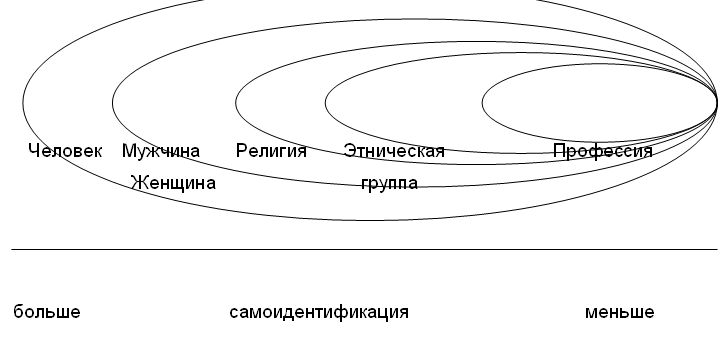 Человек Мужчина Религия Этническая Профессия
Женщина группа
больше самоидентификация меньше